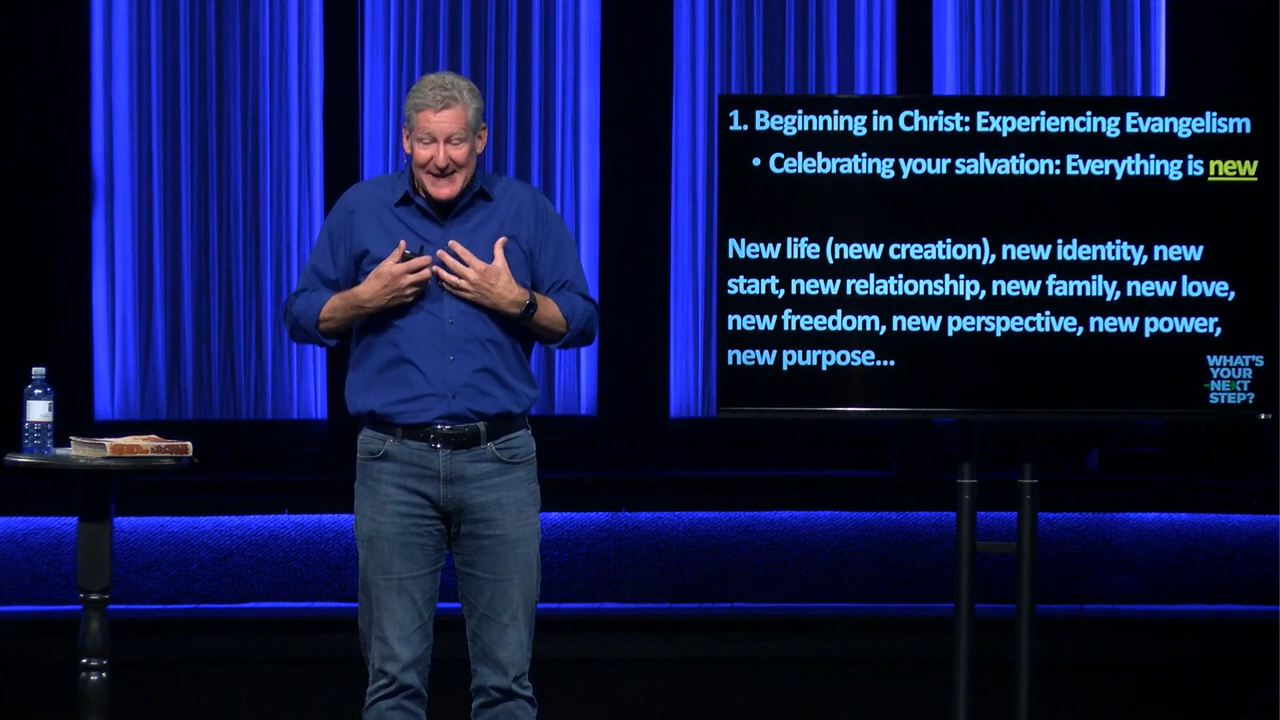 1. Beginning in Christ: Experiencing Evangelism
• Celebrating your salvation: Everything is new
New life (new creation), new identity, new
start, new relationship, new family, new love,
new freedom, new perspective, new power,
new purpose...
WHAT'S
YOUR
NEXT
STEP?